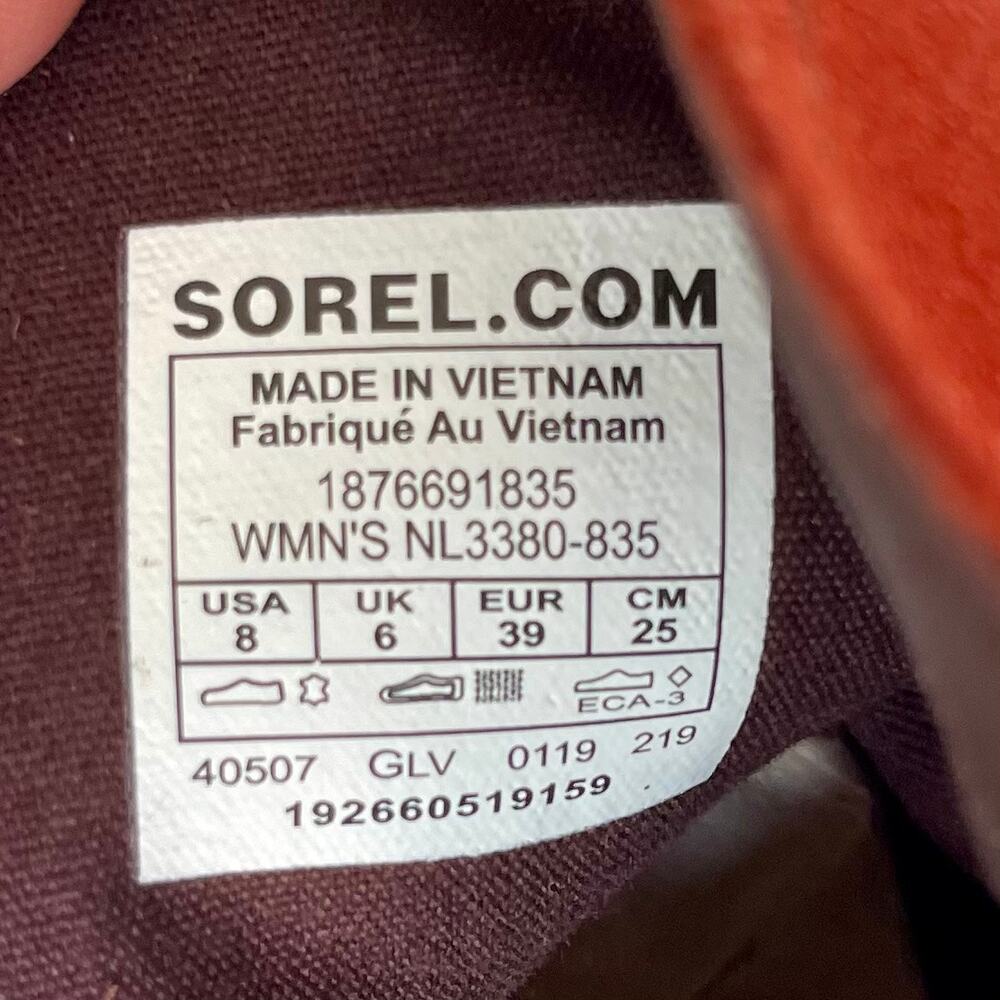 SOREL.COM
MADE IN VIETNAM
Fabriqué Au Vietnam
1876691835
WMN'S NL3380-835
USA UK EUR CM
8 6 39 25
ECA-3
40507 GLV 0119 219
192660519159